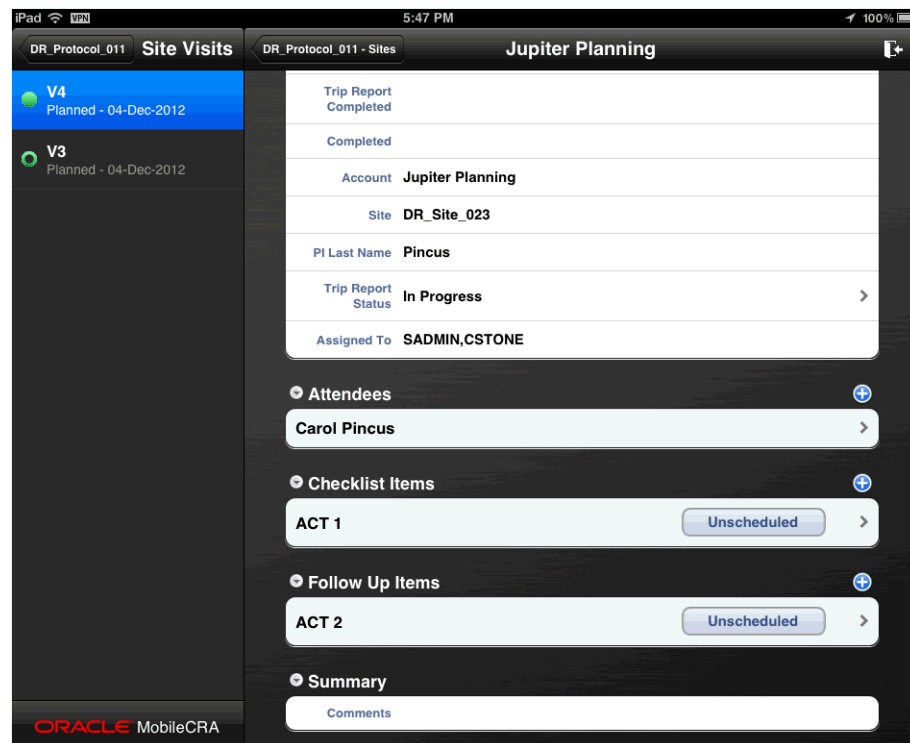 iPad VPN 5:47 PM 100%
DR_Protocol_011 Site Visits DR_Protocol_011 - Sites Jupiter Planning
V4
Planned - 04-Dec-2012
V3
Planned - 04-Dec-2012
Trip Report
Completed
Completed
Account Jupiter Planning
Site DR_Site_023
PI Last Name Pincus
Trip Report
Status In Progress
Assigned To SADMIN,CSTONE
Attendees
Carol Pincus
Checklist Items
ACT 1 Unscheduled
Follow Up Items
ACT 2 Unscheduled
Summary
Comments
ORACLE MobileCRA